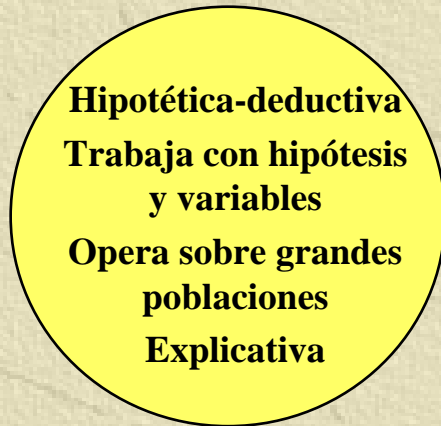 Hipotética-deductiva
Trabaja con hipótesis
y variables
Opera sobre grandes
poblaciones
Explicativa